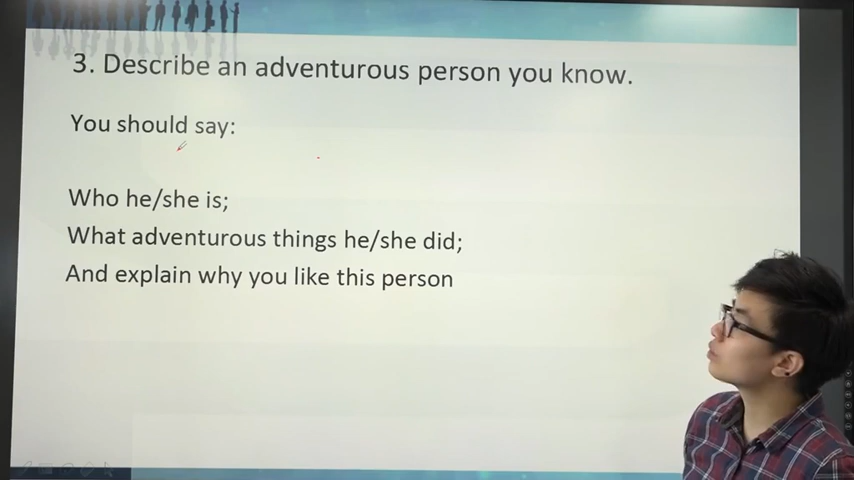 3. Describe an adventurous person you know.
You should say:
Who he/she is;
What adventurous things he/she did;
And explain why you like this person